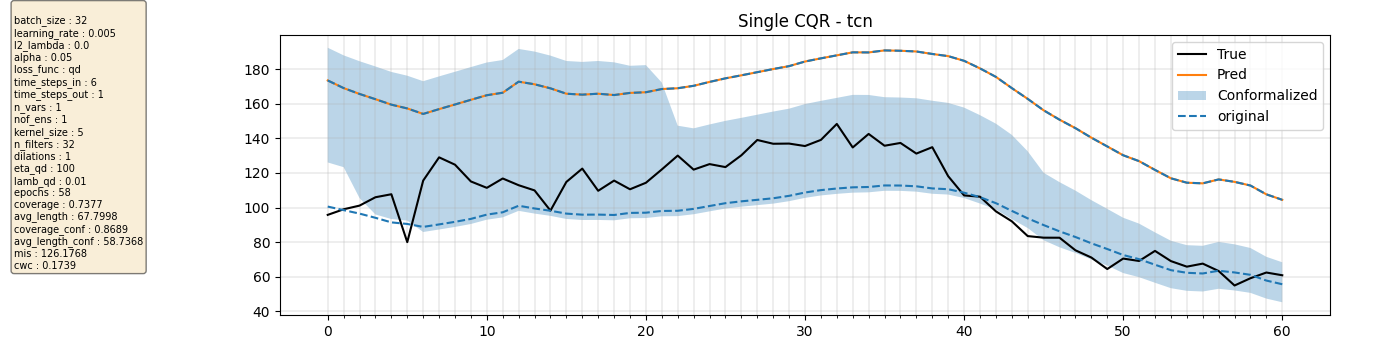 batch_size : 32
learning_rate : 0.005
l2_lambda : 0.0
alpha : 0.05
loss_func : qd
time_steps_in : 6
time_steps_out : 1
n_vars : 1
nof_ens : 1
kernel_size : 5
n_filters : 32
dilations : 1
eta_qd : 100
lamb_qd : 0.01
epochs : 58
coverage : 0.7377
avg_length : 67.7998
coverage_conf : 0.8689
avg_length_conf : 58.7368
mis : 126.1768
cwc : 0.1739
Single CQR - tcn
True
Pred
Conformalized
original
180
160
140
120
100
80
60
40
0 10 20 30 40 50 60